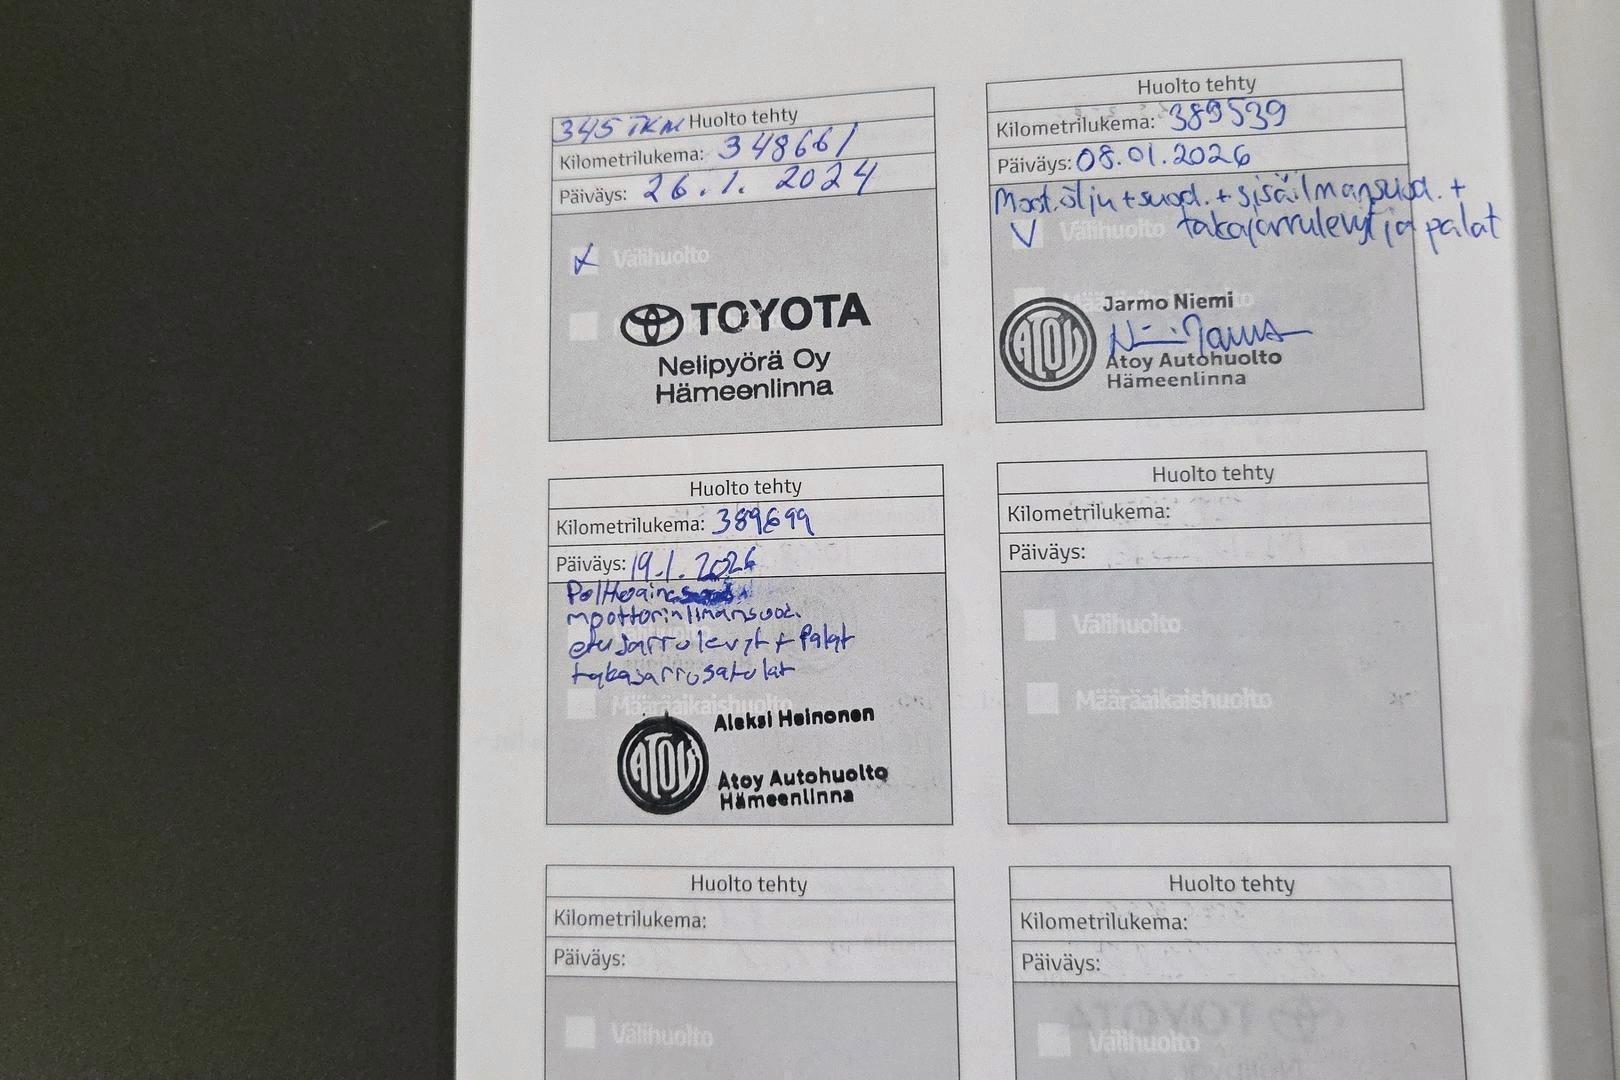 345 TKM Huolto tehty
Kilometrilukema: 348661
Päiväys: 26.1. 2024
Välihuolto
TOYOTA
Nelipyörä Oy
Hämeenlinna
Huolto tehty
Kilometrilukema: 389539
Päiväys: 08.01.2026
Moot.öljy + suod. + sisäilmansuod. +
V Välihuolto takajarrulevyt ja palat
Jarmo Niemi
ATOY
Atoy Autohuolto
Hämeenlinna
Huolto tehty
Kilometrilukema: 389699
Päiväys: 19.1. 2026
etujarrulevyt + Palat
takajarrusatulat
Määräaikaishuolto
Aleksi Heinonen
ATOY
Atoy Autohuolto
Hämeenlinna
Huolto tehty
Kilometrilukema:
Päiväys:
Välihuolto
Määräaikaishuolto
Huolto tehty
Kilometrilukema:
Päiväys:
Välihuolto
Huolto tehty
Kilometrilukema:
Päiväys:
Välihuolto